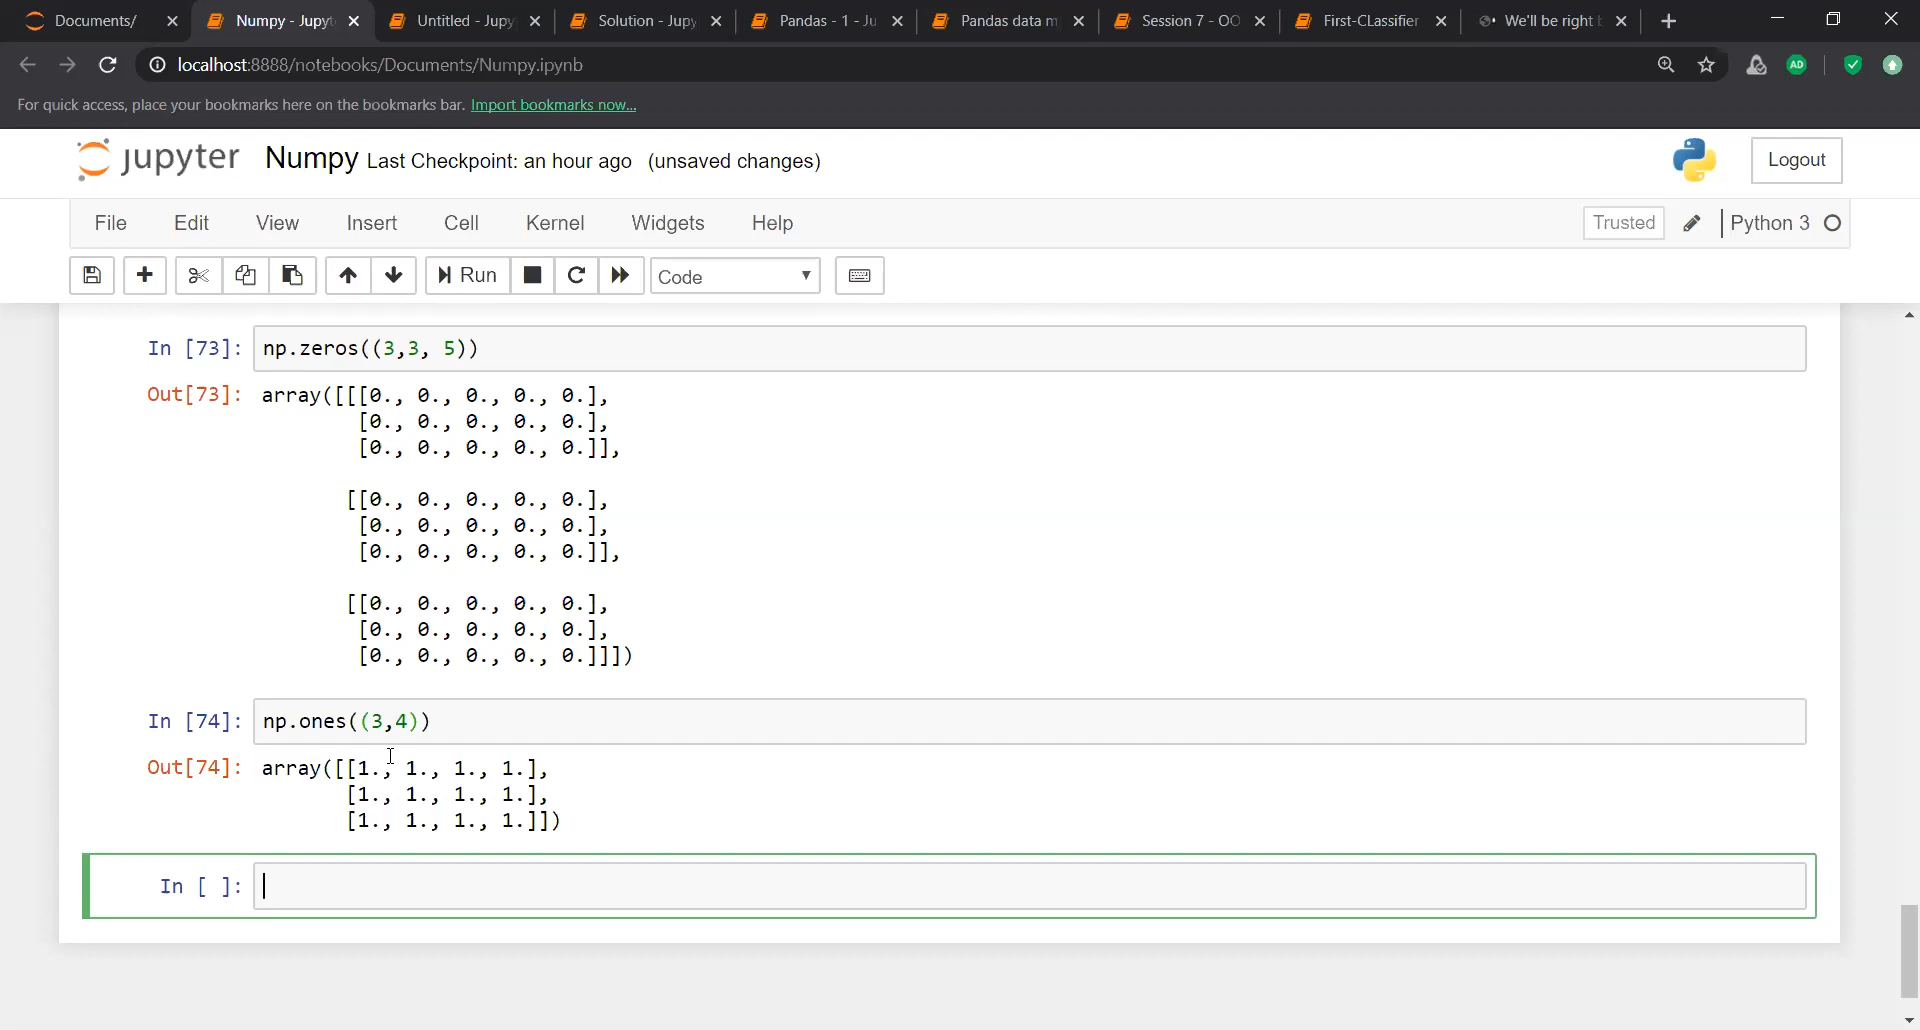 Documents/ Numpy - Jupyt Untitled - Jupy Solution - Jupy Pandas - 1 - Ju Pandas data m Session 7 - OO First-CLassifier We'll be right b
localhost:8888/notebooks/Documents/Numpy.ipynb AD
For quick access, place your bookmarks here on the bookmarks bar. Import bookmarks now...
jupyter Numpy Last Checkpoint: an hour ago (unsaved changes) Logout
File Edit View Insert Cell Kernel Widgets Help Trusted Python 3
Run Code
In [73]: np.zeros((3,3, 5))
Out[73]: array([[[0., 0., 0., 0., 0.],
[0., 0., 0., 0., 0.],
[0., 0., 0., 0., 0.]],
[[0., 0., 0., 0., 0.],
[0., 0., 0., 0., 0.],
[0., 0., 0., 0., 0.]],
[[0., 0., 0., 0., 0.],
[0., 0., 0., 0., 0.],
[0., 0., 0., 0., 0.]]])
In [74]: np.ones((3,4))
Out[74]: array([[1., 1., 1., 1.],
[1., 1., 1., 1.],
[1., 1., 1., 1.]])
In [ ]: